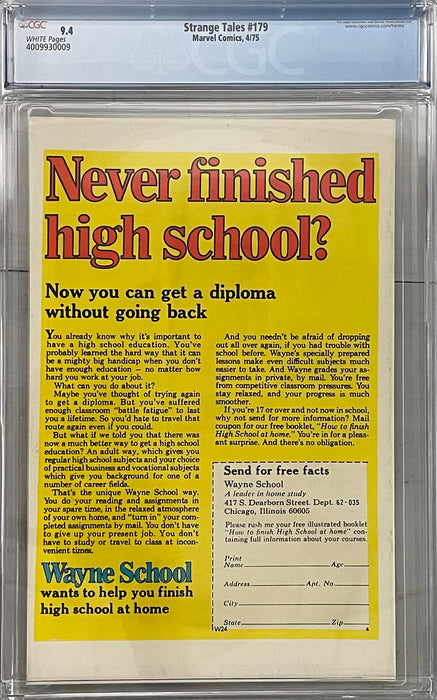 CGC
9.4
WHITE Pages
4009930009
Strange Tales #179
Marvel Comics, 4/75
www.cgccomics.com/terms
Never finished
high school?
Now you can get a diploma
without going back
You already know why it's important to
have a high school education. You've
probably learned the hard way that it can
be a mighty big handicap when you don't
have enough education – no matter how
hard you work at your job.
What can you do about it?
Maybe you've thought of trying again
to get a diploma. But you've suffered
enough classroom "battle fatigue" to last
you a lifetime. So you'd hate to travel that
route again even if you could.
But what if we told you that there was
now a much better way to get a high school
education? An adult way, which gives you
regular high school subjects and your choice
of practical business and vocational subjects
which give you background for one of a
number of career fields.
That's the unique Wayne School way.
You do your reading and assignments in
your spare time, in the relaxed atmosphere
of your own home, and "turn in" your com-
pleted assignments by mail. You don't have
to give up your present job. You don't
have to study or travel to class at incon-
venient times.
Wayne School
wants to help you finish
high school at home
And you needn't be afraid of dropping
out all over again, if you had trouble with
school before. Wayne's specially prepared
lessons make even difficult subjects much
easier to take. And Wayne grades your as-
signments in private, by mail. You're free
from competitive classroom pressures. You
stay relaxed, and your progress is much
smoother.
If you're 17 or over and not now in school,
why not send for more information? Mail
coupon for our free booklet, "How to finish
High School at home." You're in for a pleas-
ant surprise. And there's no obligation.
Send for free facts
Wayne School
A leader in home study
417 S. Dearborn Street. Dept. 62-035
Chicago, Illinois 60605
Please rush me your free illustrated booklet
"How to finish High School at home" con-
taining full information about your courses.
Print
Name Age
Address Apt. No.
City
State Zip
W24 4